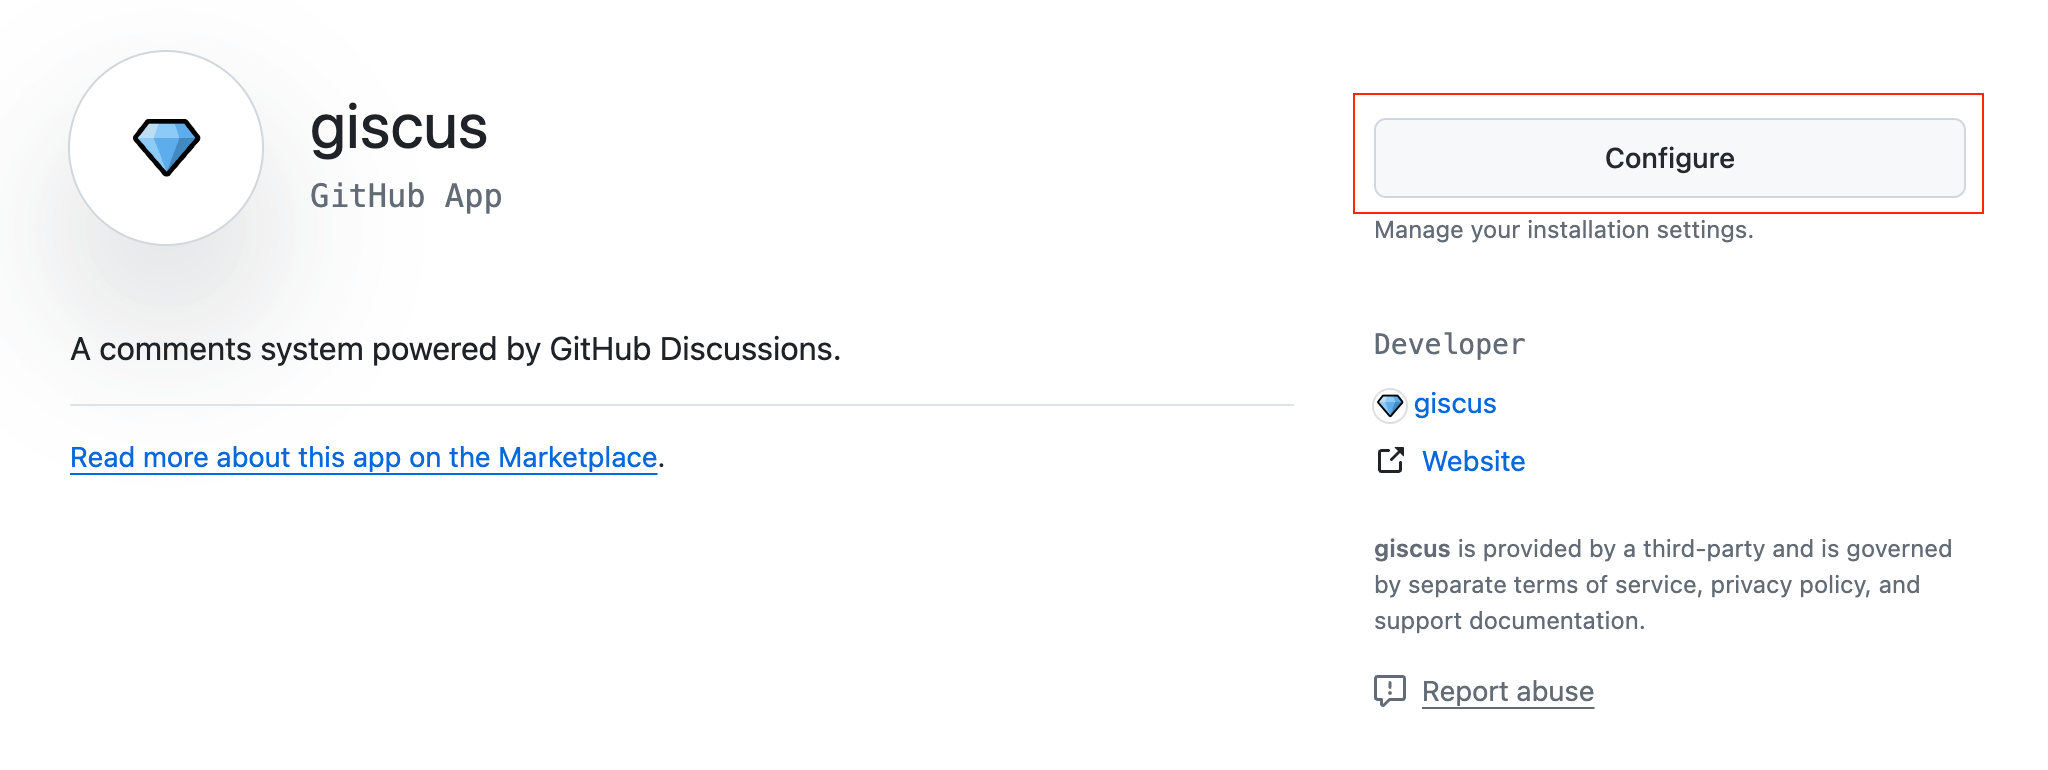 giscus
GitHub App
Configure
Manage your installation settings.
A comments system powered by GitHub Discussions.
Read more about this app on the Marketplace.
Developer
giscus
Website
giscus is provided by a third-party and is governed
by separate terms of service, privacy policy, and
support documentation.
Report abuse